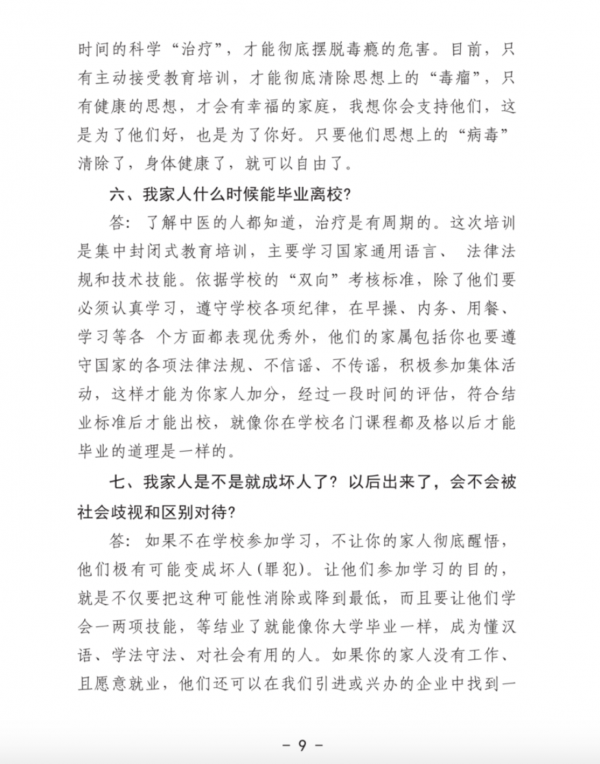 时间的科学“治疗”，才能彻底摆脱毒瘾的危害。目前，只
有主动接受教育培训，才能彻底清除思想上的“毒瘤”，只
有健康的思想，才会有幸福的家庭，我想你会支持他们，这
是为了他们好，也是为了你好。只要他们思想上的“病毒”
清除了，身体健康了，就可以自由了。
六、我家人什么时候能毕业离校?
答: 了解中医的人都知道，治疗是有周期的。这次培训
是集中封闭式教育培训，主要学习国家通用语言、 法律法
规和技术技能。依据学校的“双向”考核标准，除了他们要
必须认真学习，遵守学校各项纪律，在早操、内务、用餐、
学习等各 个方面都表现优秀外，他们的家属包括你也要遵
守国家的各项法律法规、不信谣、不传谣，积极参加集体活
动，这样才能为你家人加分，经过一段时间的评估，符合结
业标准后才能出校，就像你在学校名门课程都及格以后才能
毕业的道理是一样的。
七、我家人是不是就成坏人了? 以后出来了，会不会被
社会歧视和区别对待?
答: 如果不在学校参加学习，不让你的家人彻底醒悟，
他们极有可能变成坏人(罪犯)。让他们参加学习的目的，
就是不仅要把这种可能性消除或降到最低，而且要让他们学
会一两项技能，等结业了就能像你大学毕业一样，成为懂汉
语、学法守法、对社会有用的人。如果你的家人没有工作、
且愿意就业，他们还可以在我们引进或兴办的企业中找到一
- 9 -